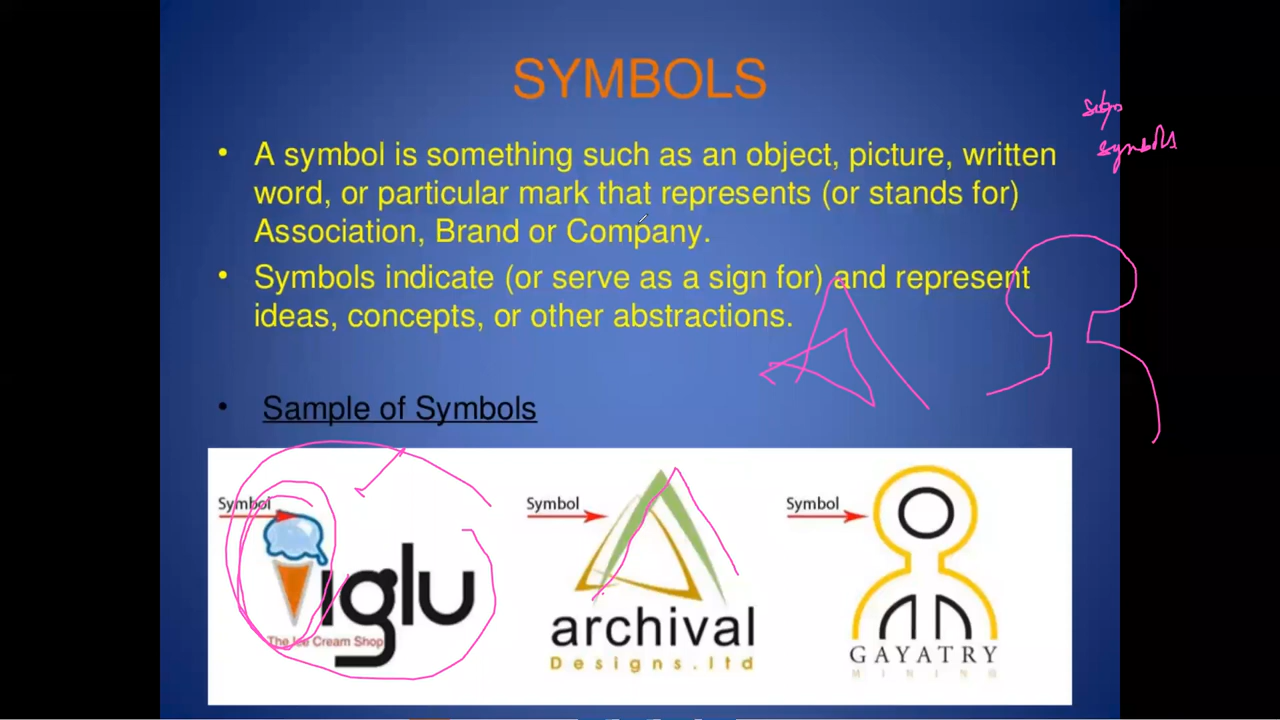 SYMBOLS
• A symbol is something such as an object, picture, written
word, or particular mark that represents (or stands for)
Association, Brand or Company.
• Symbols indicate (or serve as a sign for) and represent
ideas, concepts, or other abstractions.
• Sample of Symbols
symbols
Symbol
iglu
The Ice Cream Shop
Symbol
archival
Designs.ltd
Symbol
GAYATRY
MINING